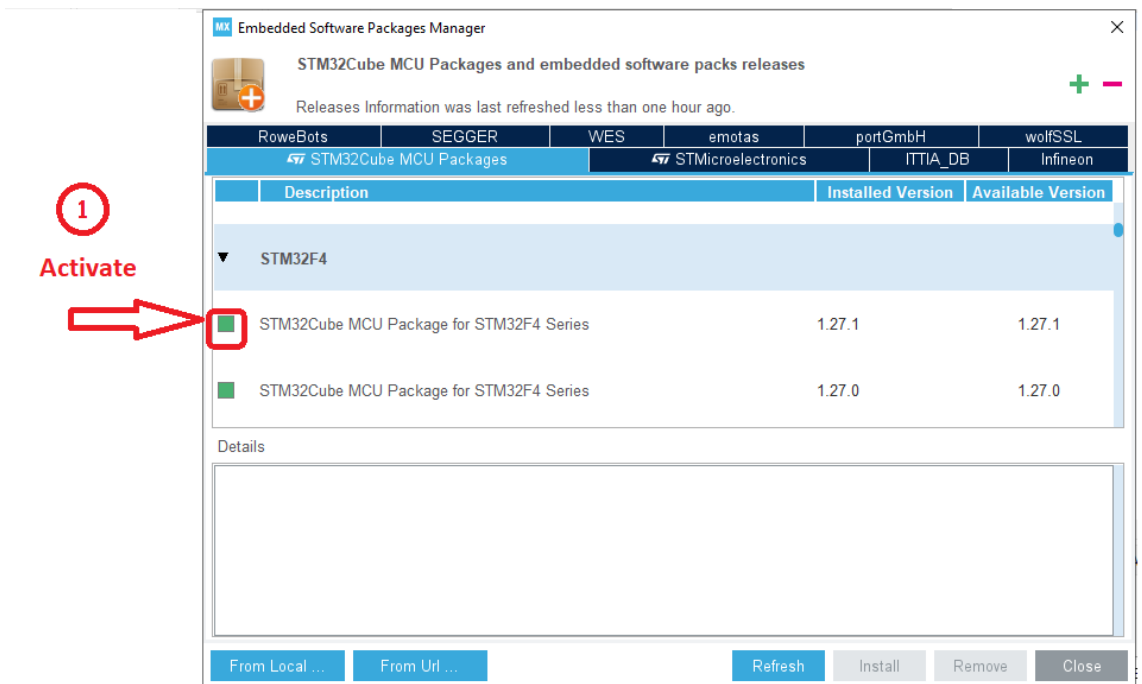 MX Embedded Software Packages Manager
STM32Cube MCU Packages and embedded software packs releases
Releases Information was last refreshed less than one hour ago.
RoweBots SEGGER WES emotas portGmbH wolfSSL
STM32Cube MCU Packages STMicroelectronics ITTIA_DB Infineon
Description Installed Version Available Version
1
Activate
STM32F4
STM32Cube MCU Package for STM32F4 Series 1.27.1 1.27.1
STM32Cube MCU Package for STM32F4 Series 1.27.0 1.27.0
Details
From Local ... From Url ... Refresh Install Remove Close